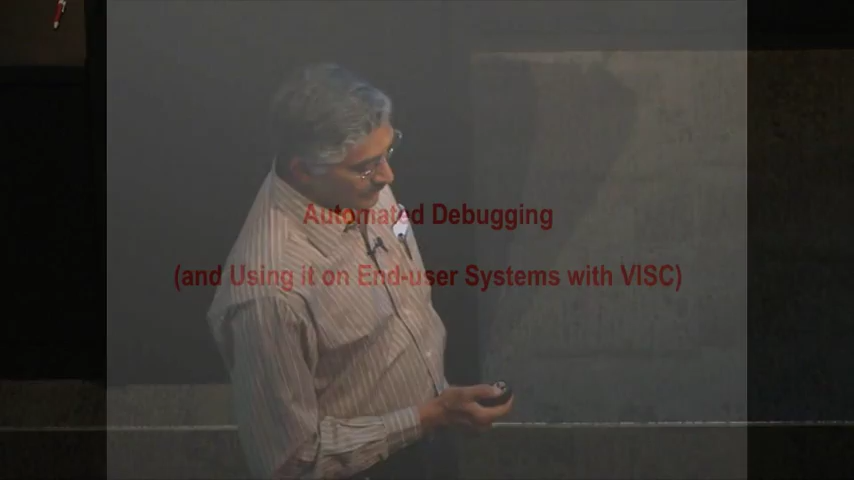 Automated Debugging
(and Using it on End-user Systems with VISC)